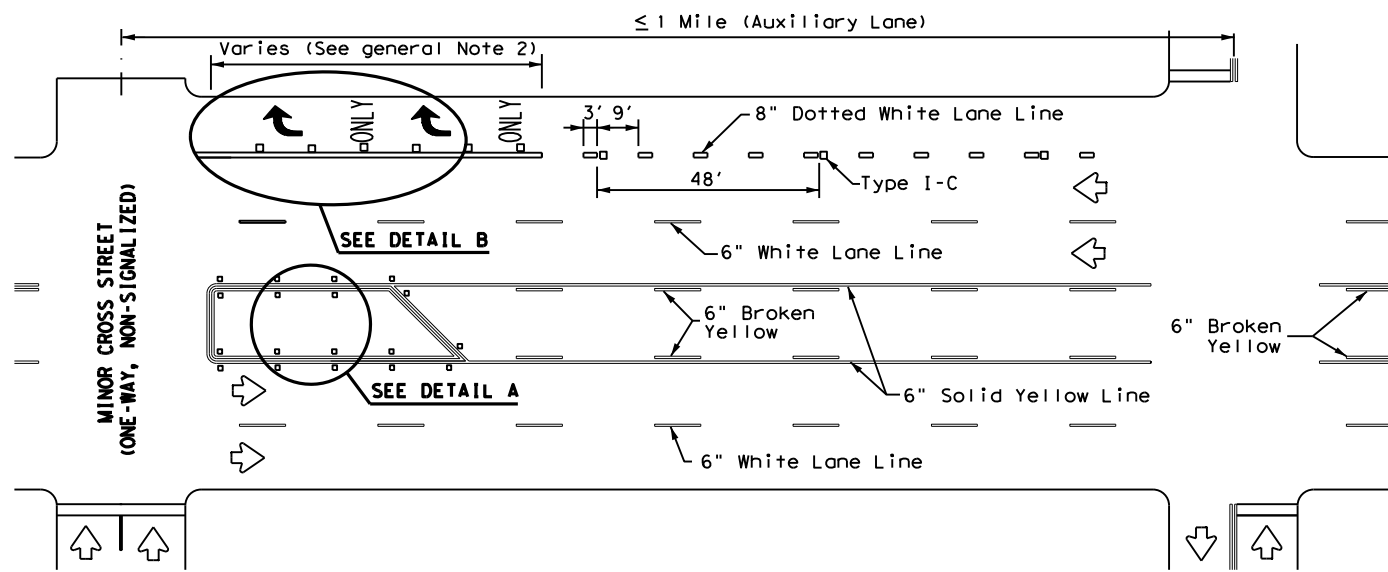 ≤ 1 Mile (Auxiliary Lane)
Varies (See general Note 2)
ONLY
ONLY
3' 9'
8" Dotted White Lane Line
48'
Type I-C
SEE DETAIL B
6" White Lane Line
MINOR CROSS STREET
(ONE-WAY, NON-SIGNALIZED)
6" Broken
Yellow
6" Broken
Yellow
SEE DETAIL A
6" Solid Yellow Line
6" White Lane Line